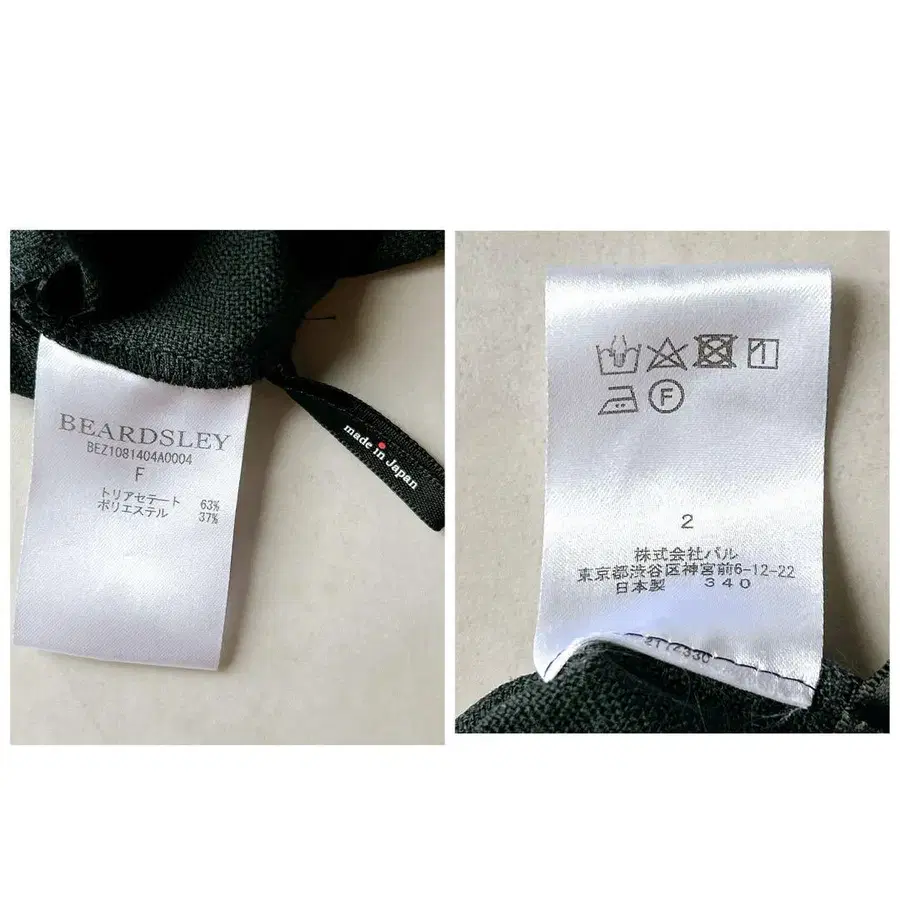 BEARDSLEY
BEZ1081404A0004
F
トリアセテート 63%
ポリエステル 37%
made in Japan
F
2
株式会社パル
東京都渋谷区神宮前6-12-22
日本製 340